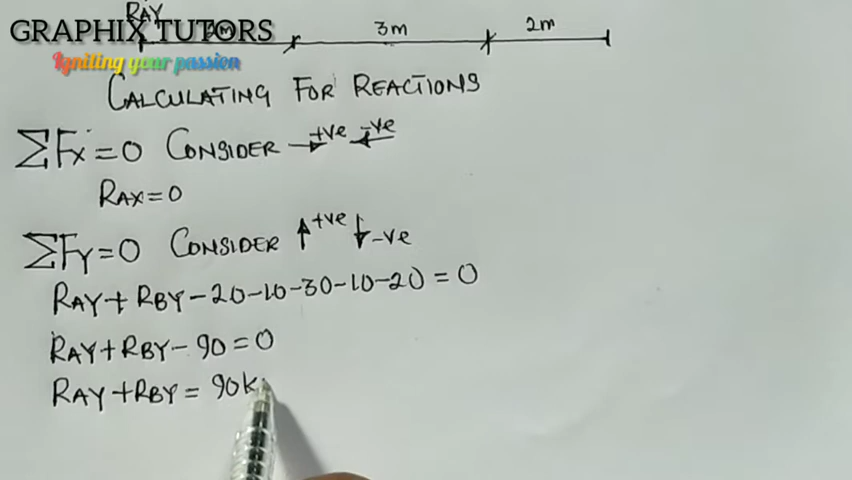 RAY
GRAPHIX TUTORS
3m 2m
Igniting your passion
CALCULATING FOR REACTIONS
ΣFx=0 CONSIDER +ve -ve
RAX=0
ΣFy=0 CONSIDER +ve -ve
RAY+RBY-20-10-30-10-20=0
RAY+RBY-90=0
RAY+RBY=90K